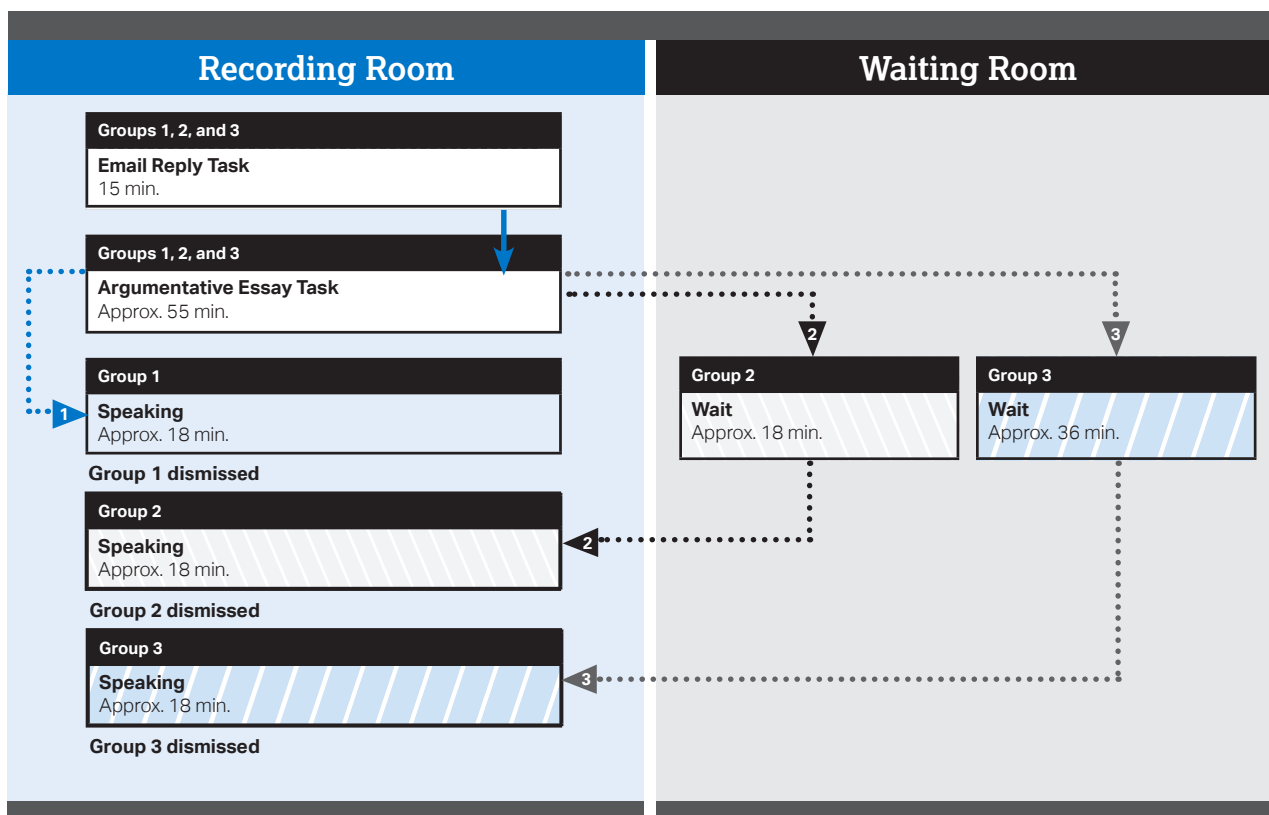 Recording Room
Groups 1, 2, and 3
Email Reply Task
15 min.
Groups 1, 2, and 3
Argumentative Essay Task
Approx. 55 min.
1
Group 1
Speaking
Approx. 18 min.
Group 1 dismissed
Group 2
Speaking
Approx. 18 min.
2
Group 2 dismissed
Group 3
Speaking
Approx. 18 min.
3
Group 3 dismissed
Waiting Room
2
Group 2
Wait
Approx. 18 min.
3
Group 3
Wait
Approx. 36 min.